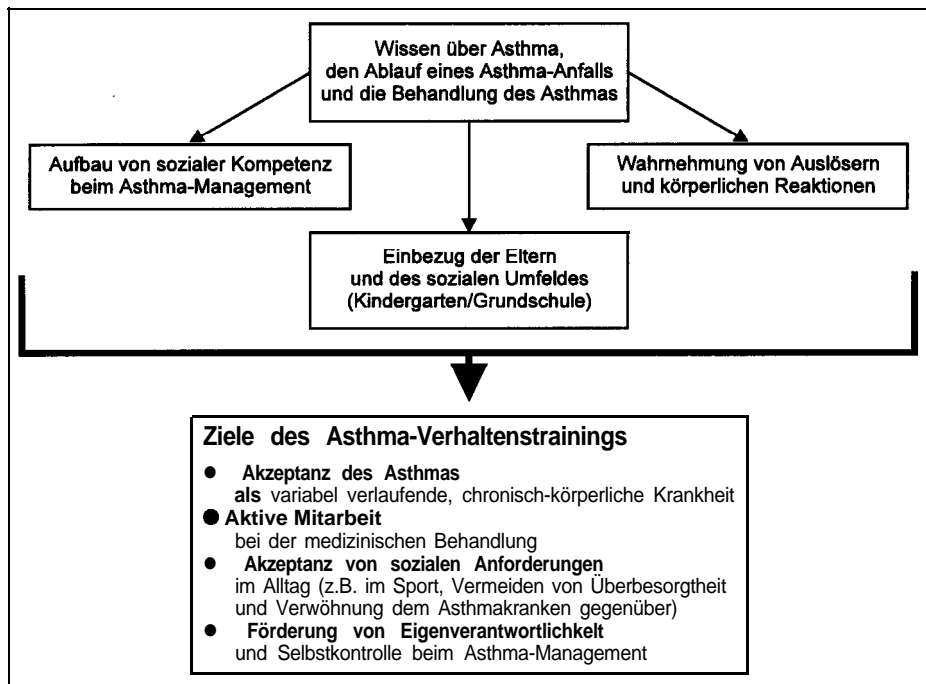 Wissen über Asthma,
den Ablauf eines Asthma-Anfalls
und die Behandlung des Asthmas
Aufbau von sozialer Kompetenz
beim Asthma-Management
Wahrnehmung von Auslösern
und körperlichen Reaktionen
Einbezug der Eltern
und des sozialen Umfeldes
(Kindergarten/Grundschule)
Ziele des Asthma-Verhaltenstrainings
● Akzeptanz des Asthmas
als variabel verlaufende, chronisch-körperliche Krankheit
● Aktive Mitarbeit
bei der medizinischen Behandlung
● Akzeptanz von sozialen Anforderungen
im Alltag (z.B. im Sport, Vermeiden von Überbesorgtheit
und Verwöhnung dem Asthmakranken gegenüber)
● Förderung von Eigenverantwortlichkelt
und Selbstkontrolle beim Asthma-Management